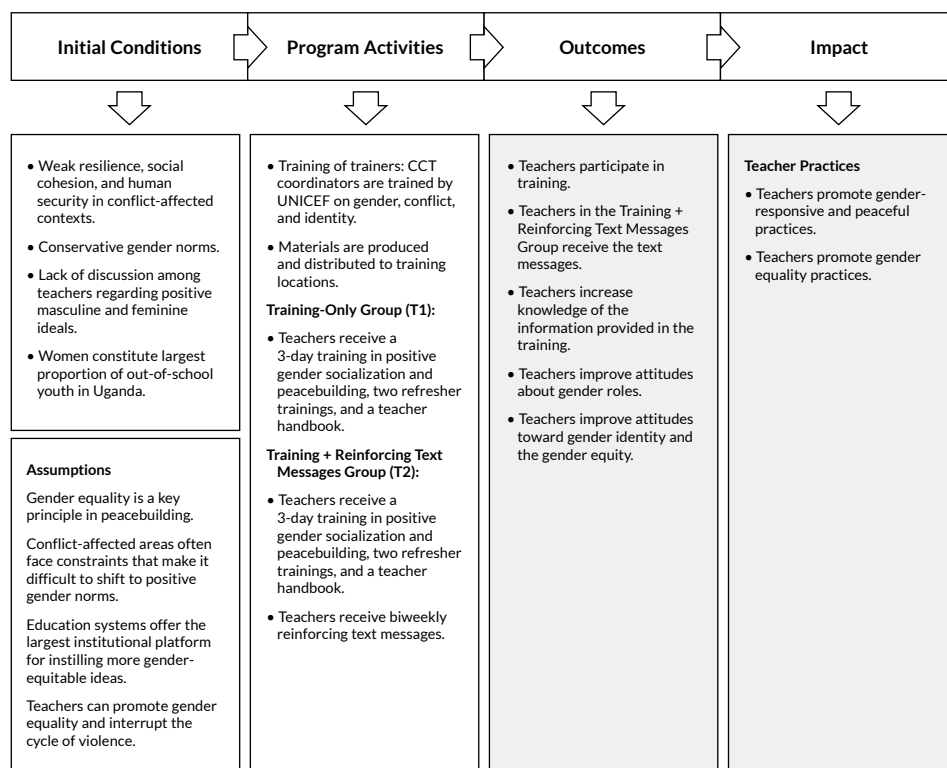 Initial Conditions
Program Activities
Outcomes
Impact
• Weak resilience, social
cohesion, and human
security in conflict-affected
contexts.
• Conservative gender norms.
• Lack of discussion among
teachers regarding positive
masculine and feminine
ideals.
• Women constitute largest
proportion of out-of-school
youth in Uganda.
Assumptions
Gender equality is a key
principle in peacebuilding.
Conflict-affected areas often
face constraints that make it
difficult to shift to positive
gender norms.
Education systems offer the
largest institutional platform
for instilling more gender-
equitable ideas.
Teachers can promote gender
equality and interrupt the
cycle of violence.
• Training of trainers: CCT
coordinators are trained by
UNICEF on gender, conflict,
and identity.
• Materials are produced
and distributed to training
locations.
Training-Only Group (T1):
• Teachers receive a
3-day training in positive
gender socialization and
peacebuilding, two refresher
trainings, and a teacher
handbook.
Training + Reinforcing Text
Messages Group (T2):
• Teachers receive a
3-day training in positive
gender socialization and
peacebuilding, two refresher
trainings, and a teacher
handbook.
• Teachers receive biweekly
reinforcing text messages.
• Teachers participate in
training.
• Teachers in the Training +
Reinforcing Text Messages
Group receive the text
messages.
• Teachers increase
knowledge of the
information provided in the
training.
• Teachers improve attitudes
about gender roles.
• Teachers improve attitudes
toward gender identity and
the gender equity.
Teacher Practices
• Teachers promote gender-
responsive and peaceful
practices.
• Teachers promote gender
equality practices.